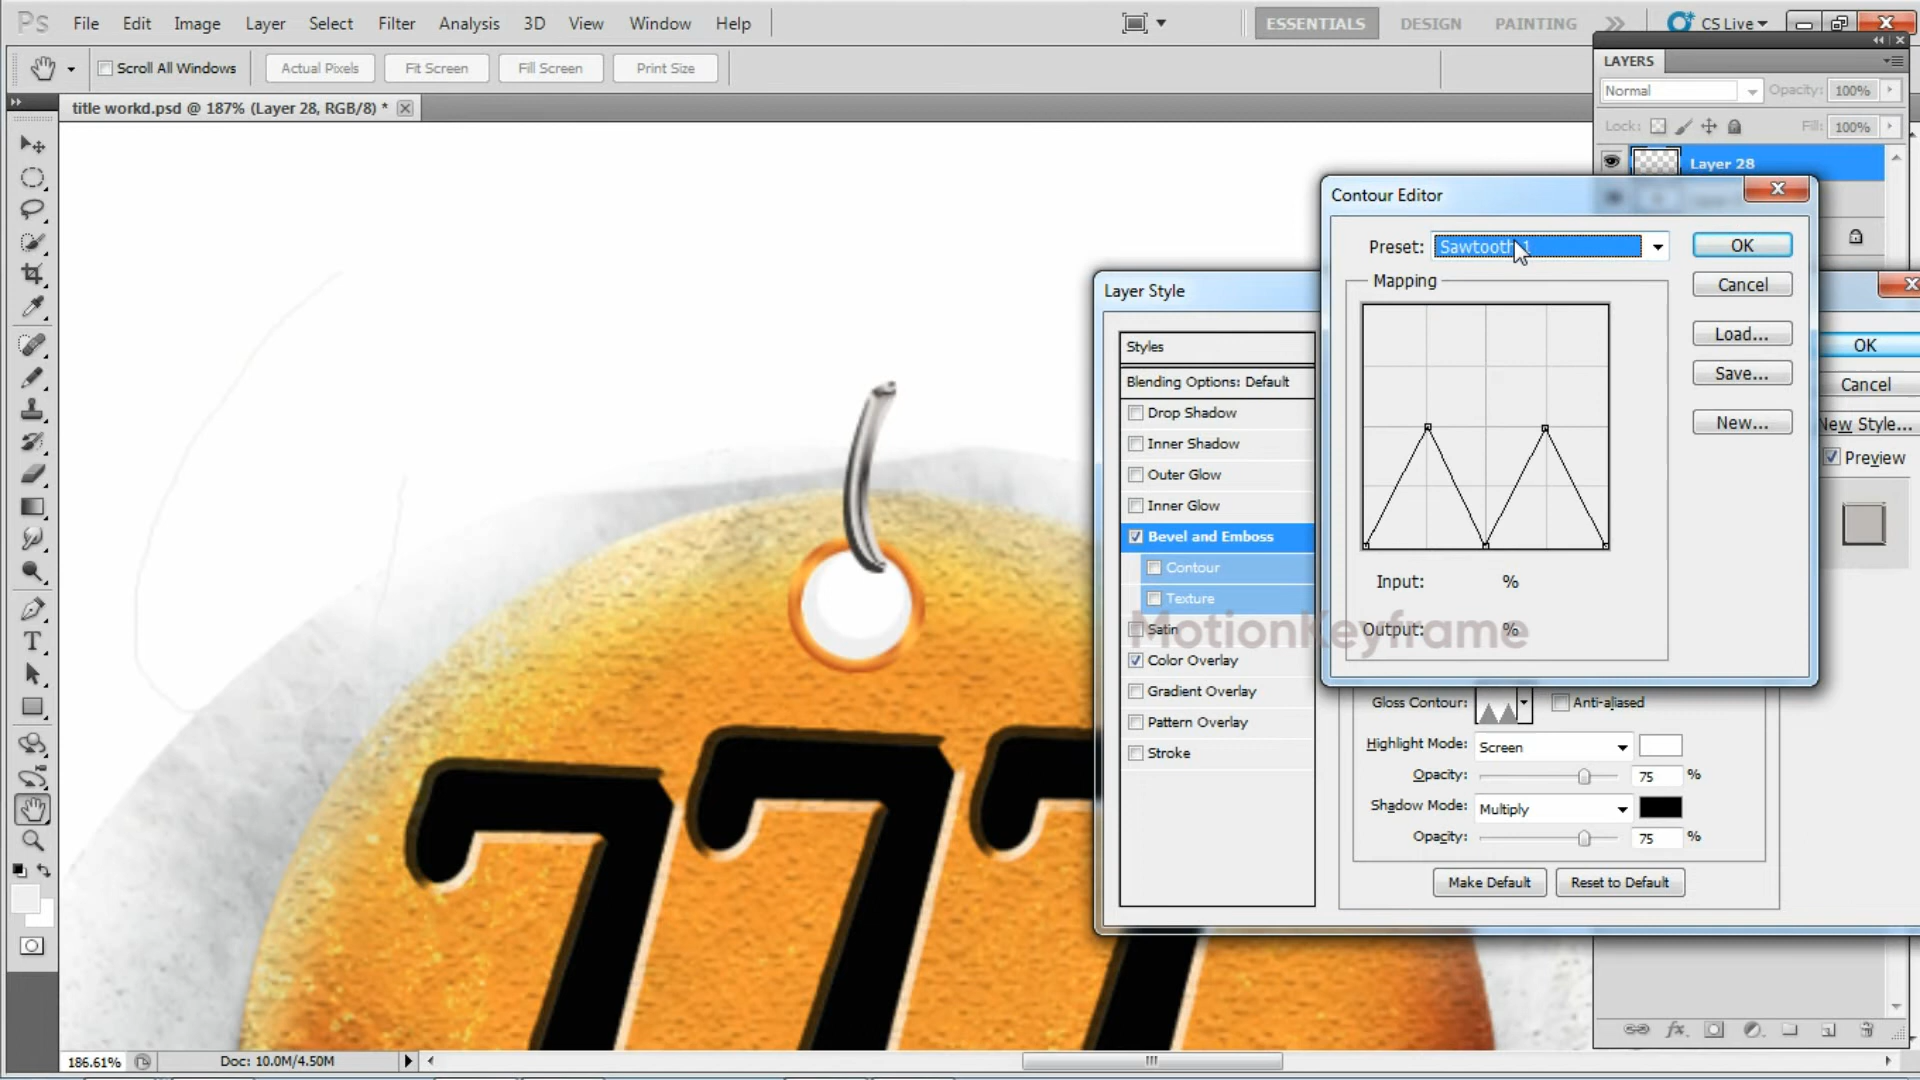 Ps File Edit Image Layer Select Filter Analysis 3D View Window Help ESSENTIALS DESIGN PAINTING CS Live
Scroll All Windows Actual Pixels Fit Screen Fill Screen Print Size
LAYERS
Normal Opacity: 100%
title workd.psd @ 187% (Layer 28, RGB/8) *
Lock: Fill: 100%
Layer 28
Contour Editor
Preset: Sawtooth 1 OK
Mapping
Cancel
Load...
Save...
New...
Input: %
Output: %
Layer Style
Styles
Blending Options: Default
Drop Shadow
Inner Shadow
Outer Glow
Inner Glow
Bevel and Emboss
Contour
Texture
Satin
Color Overlay
Gradient Overlay
Pattern Overlay
Stroke
OK
Cancel
New Style...
Preview
MotionKeyframe
Gloss Contour: Anti-aliased
Highlight Mode: Screen
Opacity: 75 %
Shadow Mode: Multiply
Opacity: 75 %
Make Default Reset to Default
777
T
186.61% Doc: 10.0M/4.50M
fx